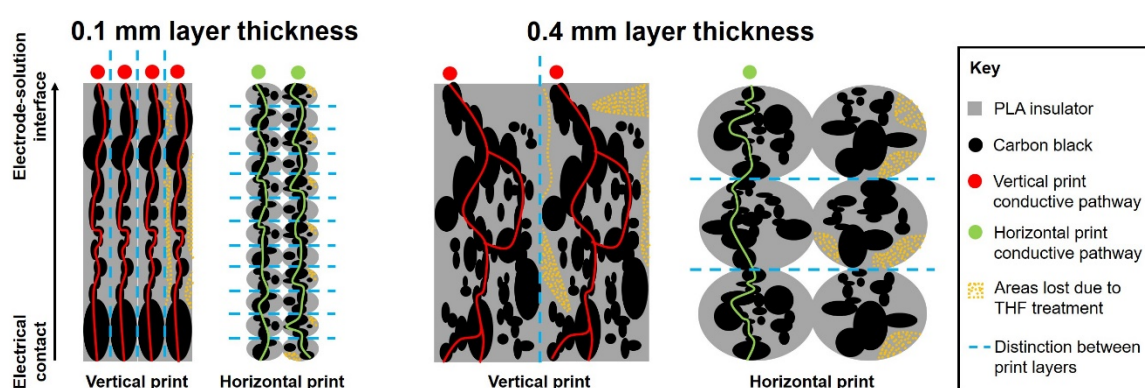 0.1 mm layer thickness
0.4 mm layer thickness
Electrode-solution
interface
Electrical
contact
Vertical print
Horizontal print
Vertical print
Horizontal print
Key
PLA insulator
Carbon black
Vertical print
conductive pathway
Horizontal print
conductive pathway
Areas lost due to
THF treatment
Distinction between
print layers